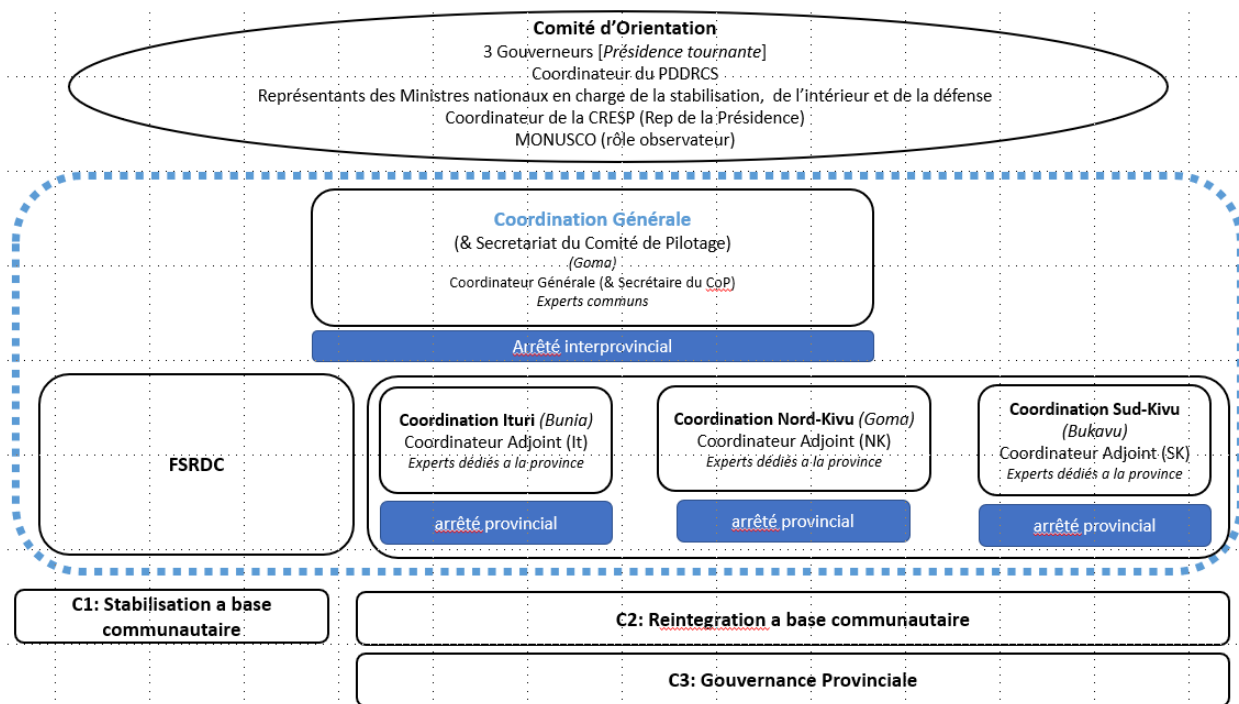 Comité d’Orientation
3 Gouverneurs [Présidence tournante]
Coordinateur du PDDRCS
Représentants des Ministres nationaux en charge de la stabilisation, de l’intérieur et de la défense
Coordinateur de la CRESP (Rep de la Présidence)
MONUSCO (rôle observateur)
Coordination Générale
(& Secretariat du Comité de Pilotage)
(Goma)
Coordinateur Générale (& Secrétaire du CoP)
Experts communs
Arrêté interprovincial
FSRDC
Coordination Ituri (Bunia)
Coordinateur Adjoint (It)
Experts dédiés a la province
arrêté provincial
Coordination Nord-Kivu (Goma)
Coordinateur Adjoint (NK)
Experts dédiés a la province
arrêté provincial
Coordination Sud-Kivu
(Bukavu)
Coordinateur Adjoint (SK)
Experts dédiés a la province
arrêté provincial
C1: Stabilisation a base
communautaire
C2: Reintegration a base communautaire
C3: Gouvernance Provinciale